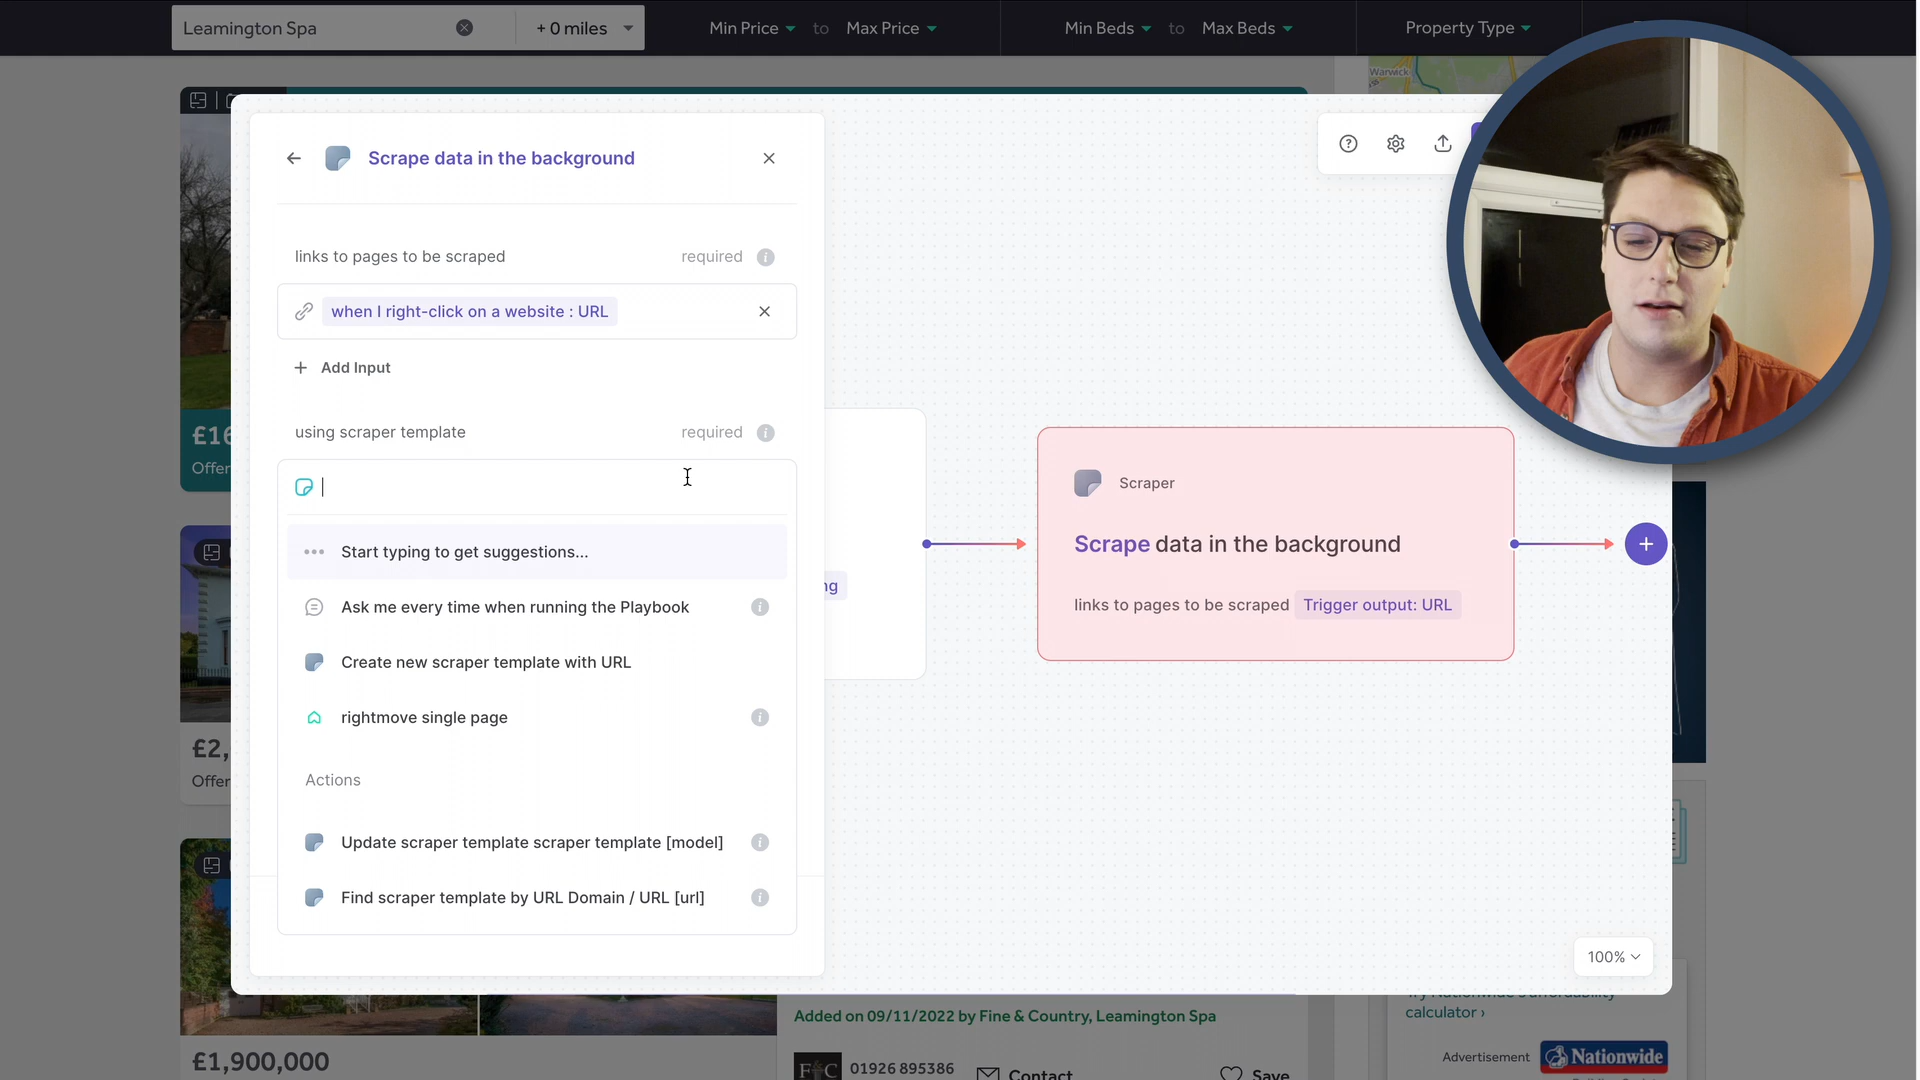 Leamington Spa
+ 0 miles
Min Price to Max Price
Min Beds to Max Beds
Property Type
Warwick
Scrape data in the background
links to pages to be scraped required
when I right-click on a website : URL
+ Add Input
using scraper template required
Start typing to get suggestions...
Ask me every time when running the Playbook
Create new scraper template with URL
rightmove single page
Actions
Update scraper template scraper template [model]
Find scraper template by URL Domain / URL [url]
£16
Offer
£2,
Offer
£1,900,000
ng
Scraper
Scrape data in the background
links to pages to be scraped Trigger output: URL
100%
Added on 09/11/2022 by Fine & Country, Leamington Spa
F C
01926 895386
Contact
Save
calculator ›
Advertisement
Nationwide